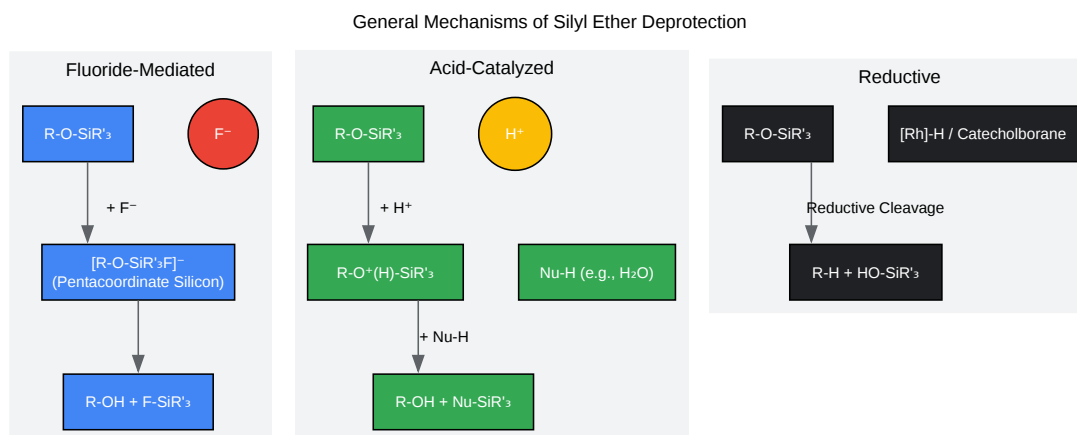 General Mechanisms of Silyl Ether Deprotection
Fluoride-Mediated
R-O-SiR'₃
F⁻
+ F⁻
[R-O-SiR'₃F]⁻
(Pentacoordinate Silicon)
R-OH + F-SiR'₃
Acid-Catalyzed
R-O-SiR'₃
H⁺
+ H⁺
R-O⁺(H)-SiR'₃
Nu-H (e.g., H₂O)
+ Nu-H
R-OH + Nu-SiR'₃
Reductive
R-O-SiR'₃
[Rh]-H / Catecholborane
Reductive Cleavage
R-H + HO-SiR'₃